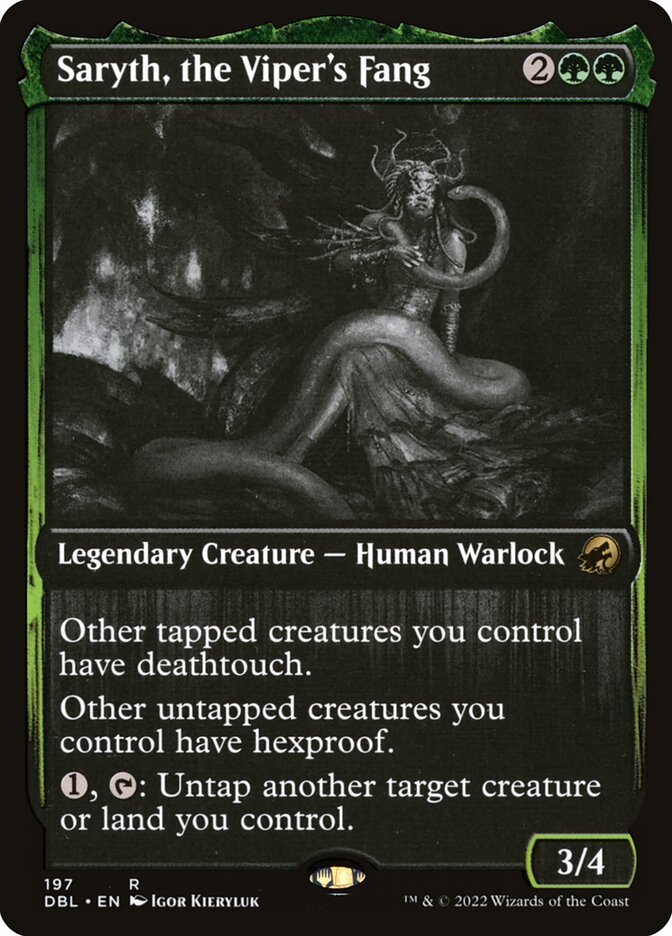 Saryth, the Viper's Fang 2
Legendary Creature — Human Warlock
Other tapped creatures you control
have deathtouch.
Other untapped creatures you
control have hexproof.
1, : Untap another target creature
or land you control.
3/4
197 R
DBL • EN Igor Kieryluk
™ & © 2022 Wizards of the Coast